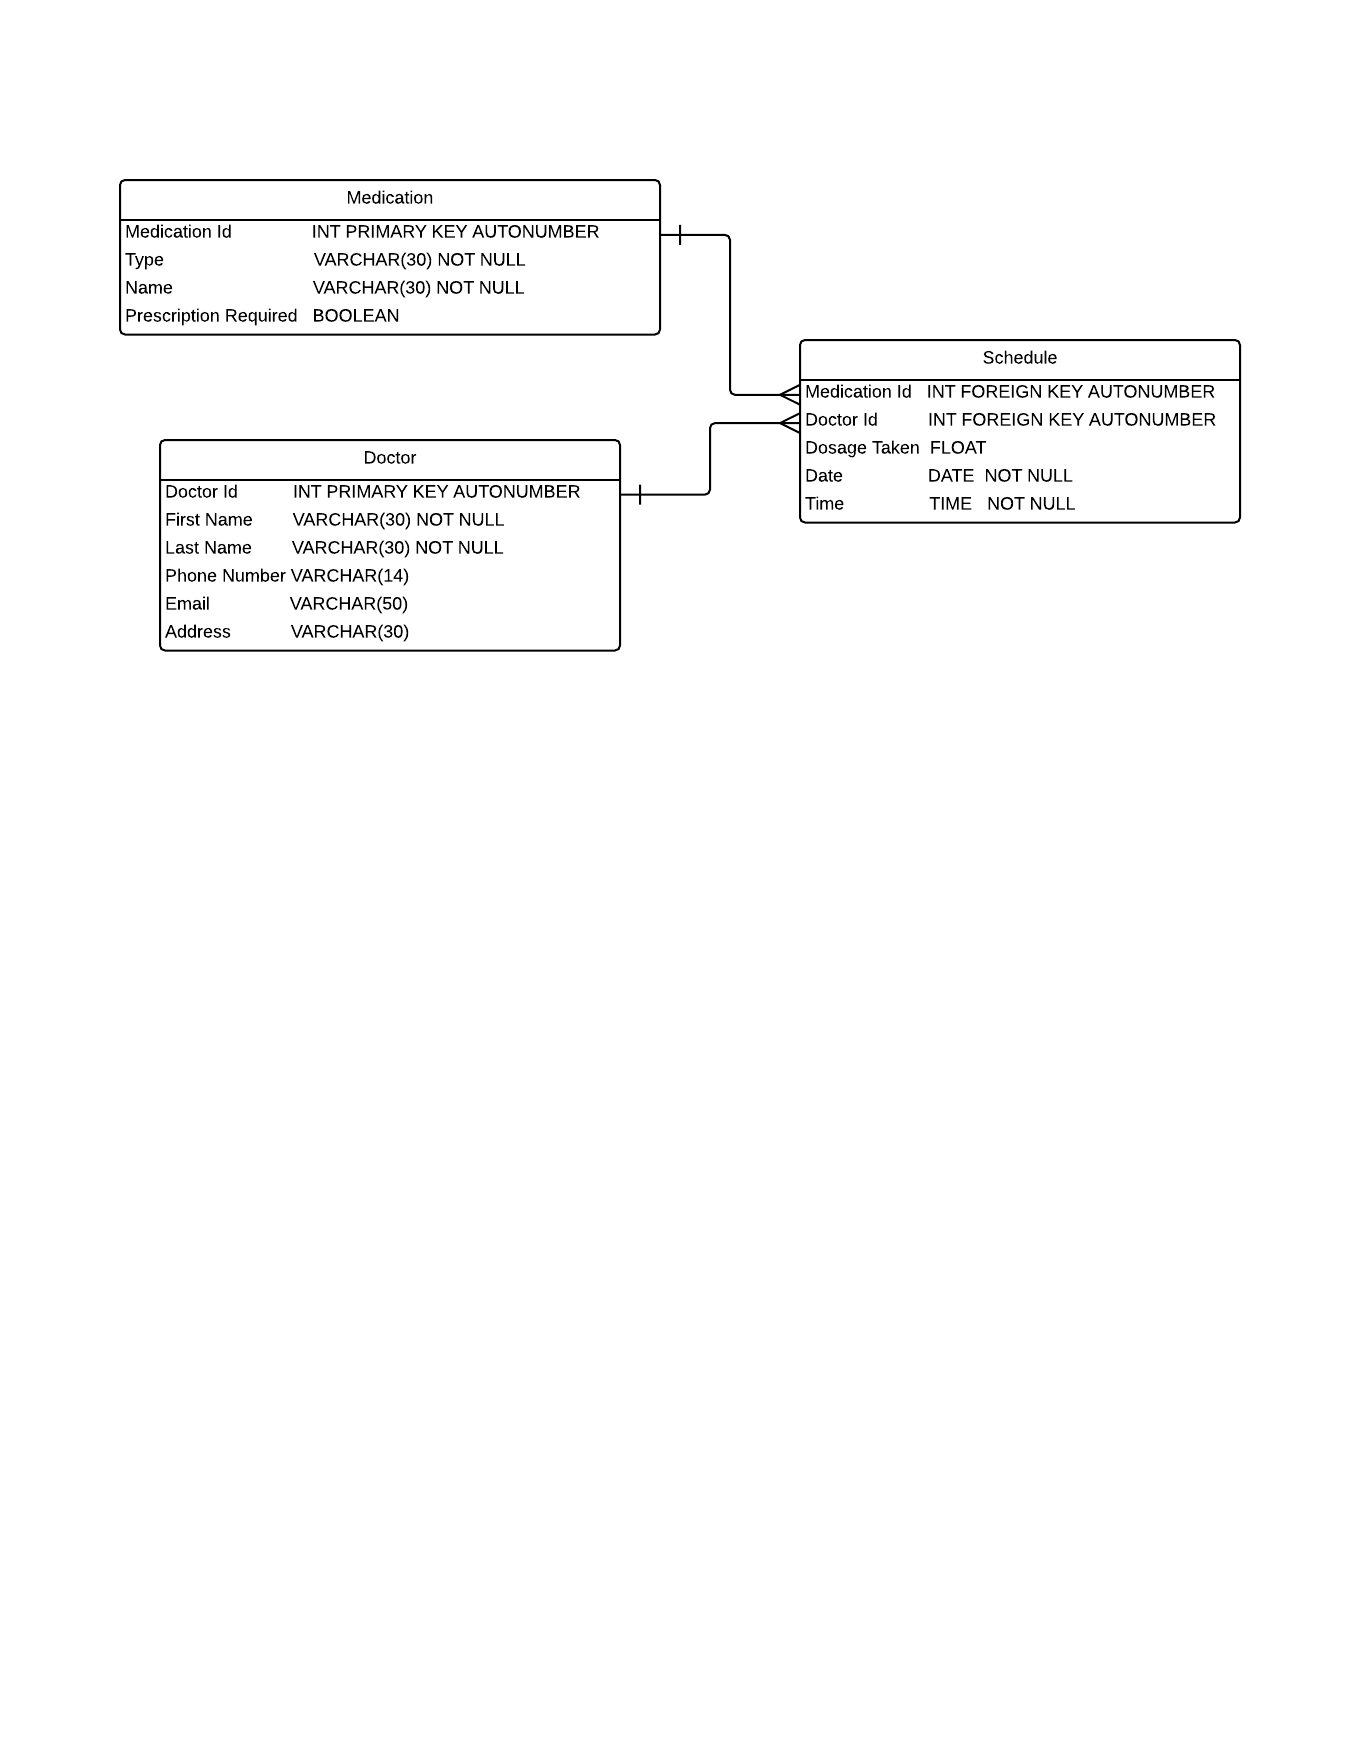 Medication
Medication Id INT PRIMARY KEY AUTONUMBER
Type VARCHAR(30) NOT NULL
Name VARCHAR(30) NOT NULL
Prescription Required BOOLEAN
Schedule
Medication Id INT FOREIGN KEY AUTONUMBER
Doctor Id INT FOREIGN KEY AUTONUMBER
Dosage Taken FLOAT
Date DATE NOT NULL
Time TIME NOT NULL
Doctor
Doctor Id INT PRIMARY KEY AUTONUMBER
First Name VARCHAR(30) NOT NULL
Last Name VARCHAR(30) NOT NULL
Phone Number VARCHAR(14)
Email VARCHAR(50)
Address VARCHAR(30)